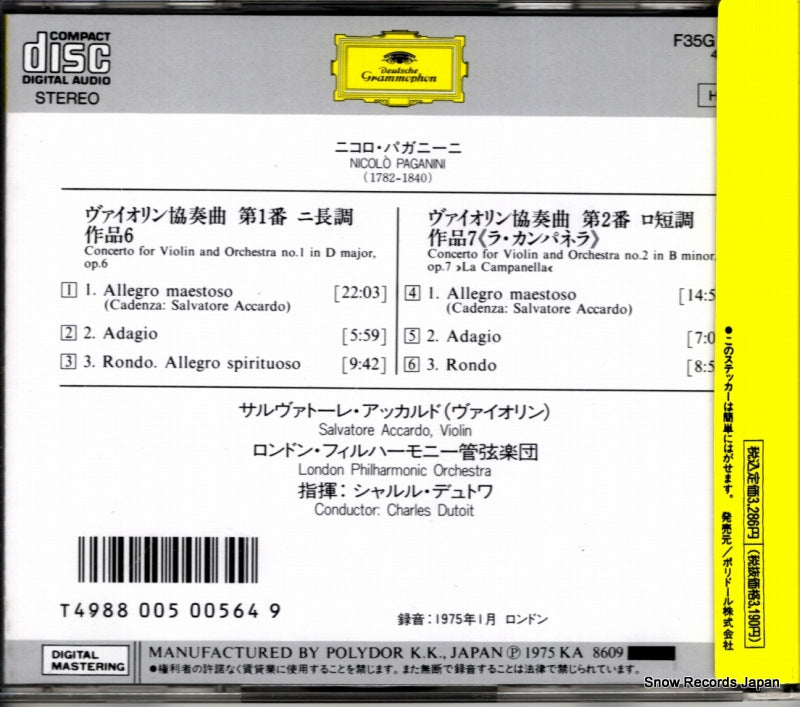 COMPACT
disc
DIGITAL AUDIO
STEREO
Deutsche
Grammophon
F35G
ニコロ・パガニーニ
NICOLÒ PAGANINI
(1782-1840)
ヴァイオリン協奏曲 第1番 ニ長調
作品6
Concerto for Violin and Orchestra no.1 in D major,
op.6
1 1. Allegro maestoso [22:03]
(Cadenza: Salvatore Accardo)
2 2. Adagio [5:59]
3 3. Rondo. Allegro spirituoso [9:42]
ヴァイオリン協奏曲 第2番 ロ短調
作品7《ラ・カンパネラ》
Concerto for Violin and Orchestra no.2 in B minor,
op.7 »La Campanella«
4 1. Allegro maestoso [14:5
(Cadenza: Salvatore Accardo)
5 2. Adagio [7:0
6 3. Rondo [8:5
サルヴァトーレ・アッカルド(ヴァイオリン)
Salvatore Accardo, Violin
ロンドン・フィルハーモニー管弦楽団
London Philharmonic Orchestra
指揮:シャルル・デュトワ
Conductor: Charles Dutoit
T4988 005 00564 9
録音:1975年1月 ロンドン
DIGITAL
MASTERING
MANUFACTURED BY POLYDOR K.K., JAPAN Ⓟ 1975 KA 8609
●権利者の許諾なく賃貸業に使用することを禁じます。また無断で録音することは法律で禁じられています。
●このステッカーは簡単にはがせます。 発売元/ポリドール株式会社
税込定価3,286円(税抜価格3,190円)
Snow Records Japan